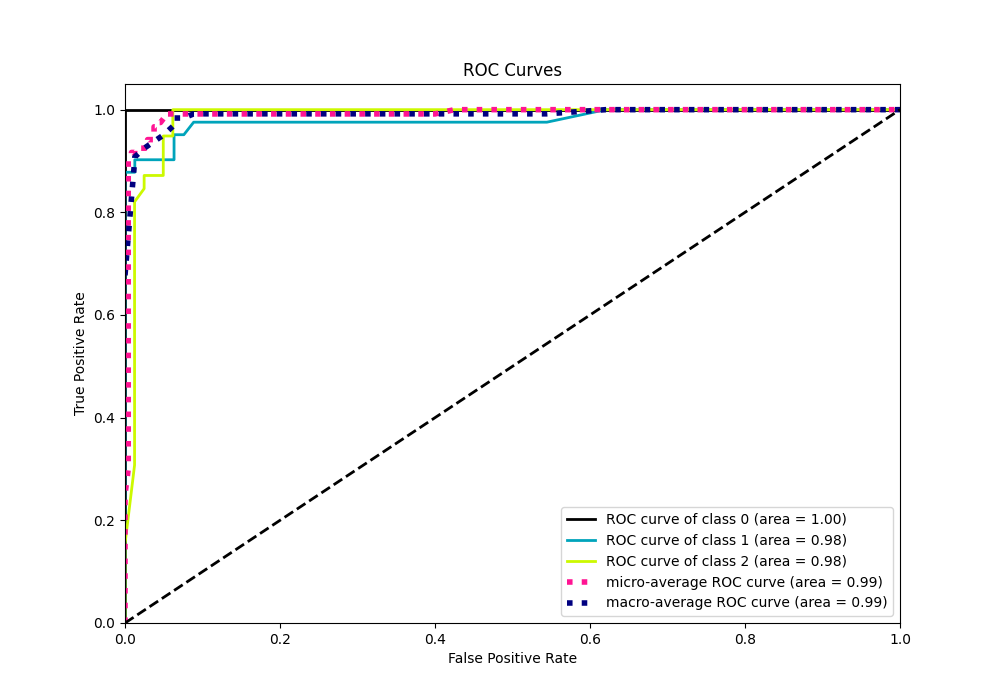 ROC Curves
True Positive Rate
1.0
0.8
0.6
0.4
0.2
0.0
ROC curve of class 0 (area = 1.00)
ROC curve of class 1 (area = 0.98)
ROC curve of class 2 (area = 0.98)
micro-average ROC curve (area = 0.99)
macro-average ROC curve (area = 0.99)
0.0 0.2 0.4 0.6 0.8 1.0
False Positive Rate